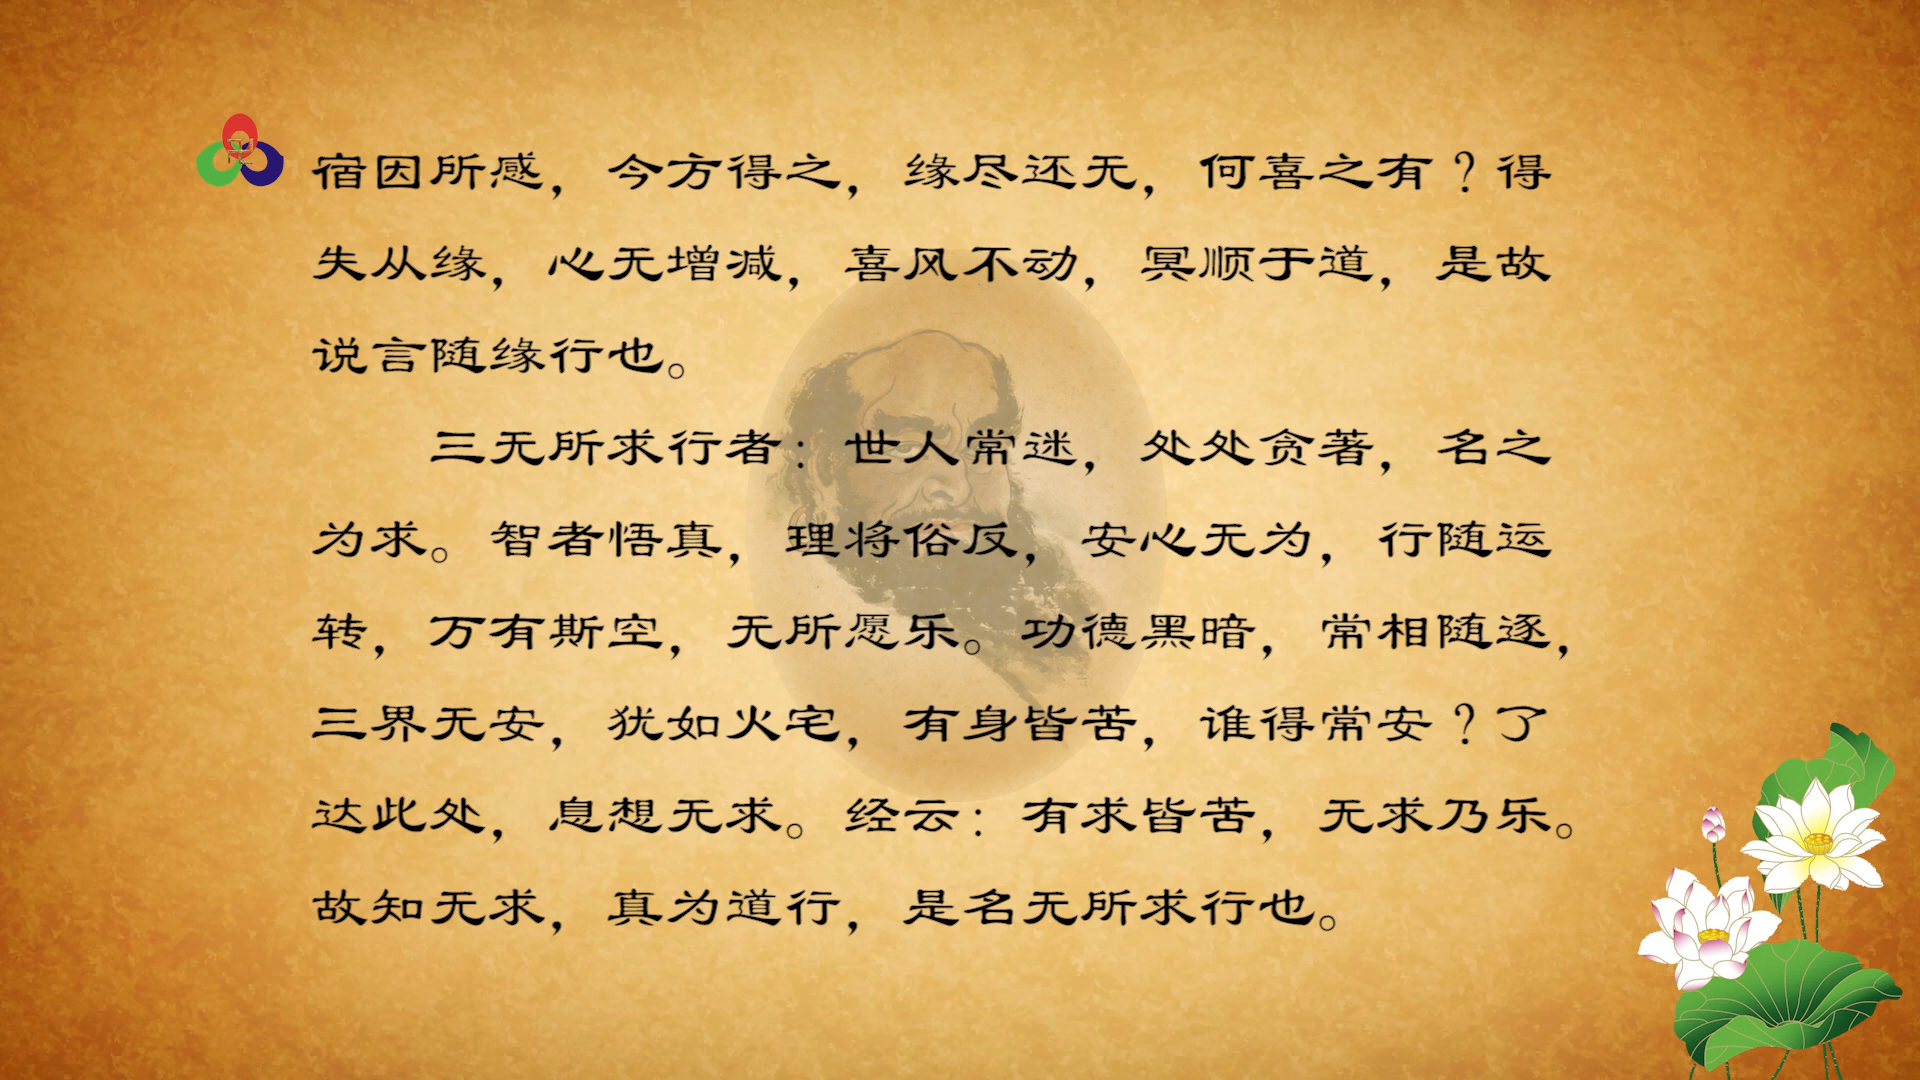 宿因所感，今方得之，缘尽还无，何喜之有？得
失从缘，心无增减，喜风不动，冥顺于道，是故
说言随缘行也。
三无所求行者：世人常迷，处处贪著，名之
为求。智者悟真，理将俗反，安心无为，行随运
转，万有斯空，无所愿乐。功德黑暗，常相随逐，
三界无安，犹如火宅，有身皆苦，谁得常安？了
达此处，息想无求。经云：有求皆苦，无求乃乐。
故知无求，真为道行，是名无所求行也。